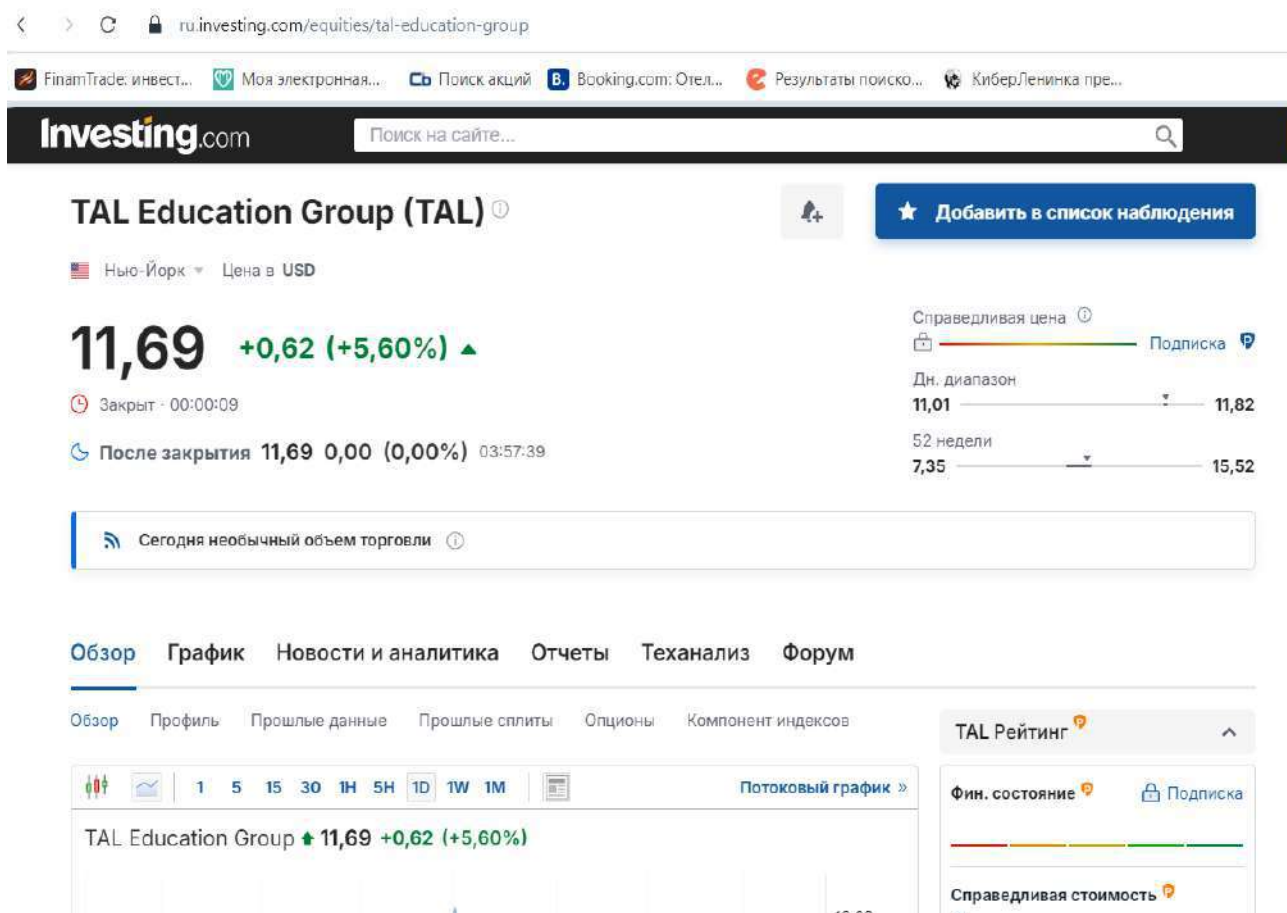 ru.investing.com/equities/tal-education-group
FinamTrade: инвест... Моя электронная... Cb Поиск акций B. Booking.com: Отел... Результаты поиско... КиберЛенинка пре...
Investing.com Поиск на сайте...
TAL Education Group (TAL) Добавить в список наблюдения
Нью-Йорк Цена в USD
Справедливая цена
11,69 +0,62 (+5,60%) Подписка
Дн. диапазон
Закрыт · 00:00:09 11,01 11,82
52 недели
После закрытия 11,69 0,00 (0,00%) 03:57:39 7,35 15,52
Сегодня необычный объем торговли
Обзор График Новости и аналитика Отчеты Теханализ Форум
Обзор Профиль Прошлые данные Прошлые сплиты Опционы Компонент индексов TAL Рейтинг
1 5 15 30 1H 5H 1D 1W 1M Потоковый график » Фин. состояние Подписка
TAL Education Group 11,69 +0,62 (+5,60%)
Справедливая стоимость